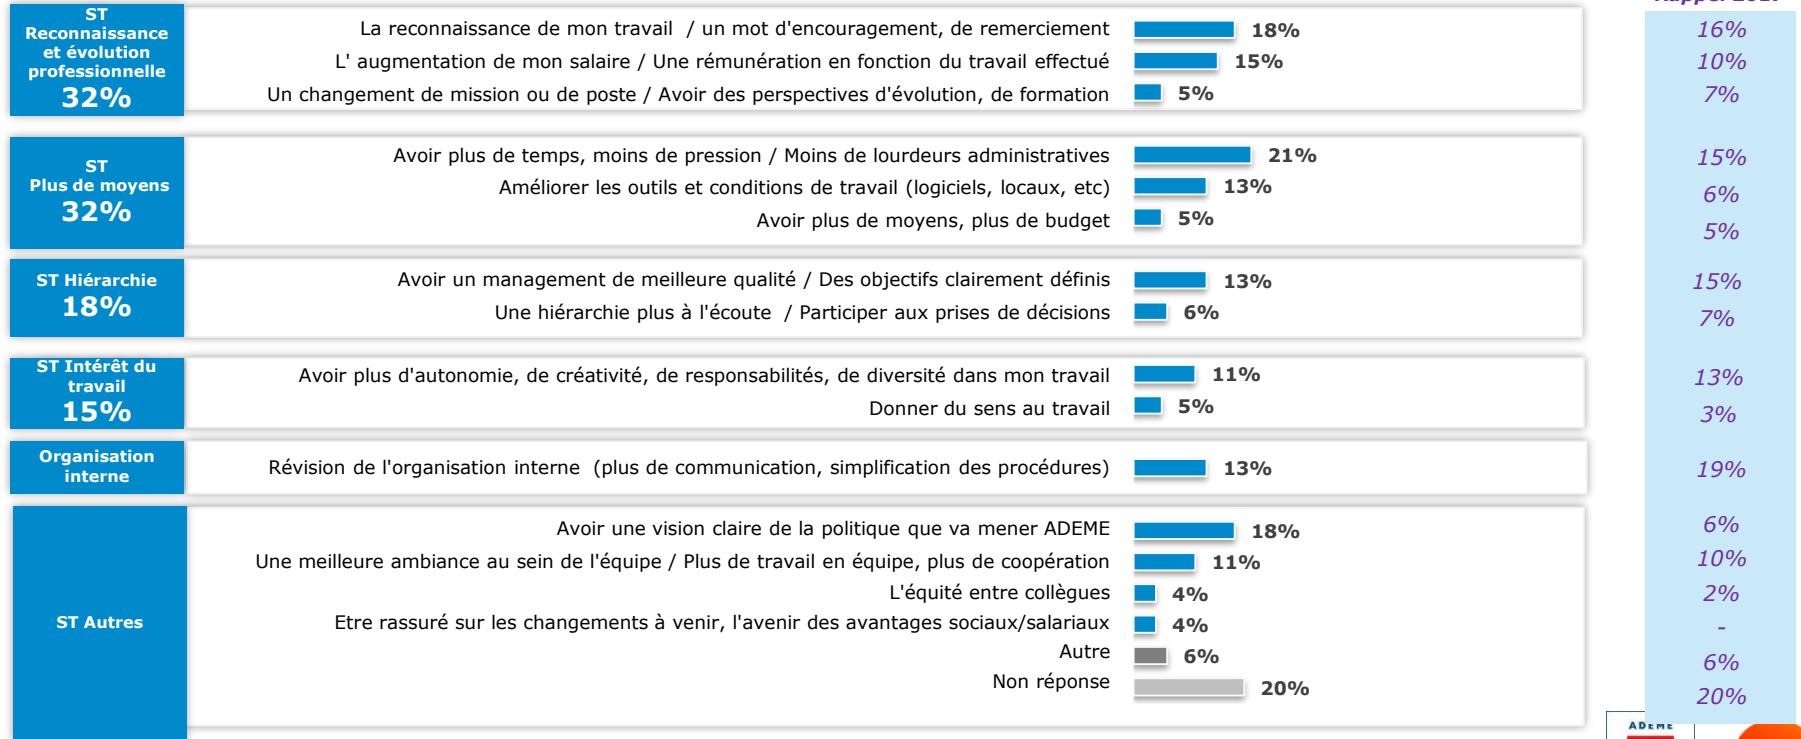 Rappel 2017
ST
Reconnaissance
et évolution
professionnelle
32%
La reconnaissance de mon travail / un mot d'encouragement, de remerciement 18% 16%
L' augmentation de mon salaire / Une rémunération en fonction du travail effectué 15% 10%
Un changement de mission ou de poste / Avoir des perspectives d'évolution, de formation 5% 7%
ST
Plus de moyens
32%
Avoir plus de temps, moins de pression / Moins de lourdeurs administratives 21% 15%
Améliorer les outils et conditions de travail (logiciels, locaux, etc) 13% 6%
Avoir plus de moyens, plus de budget 5% 5%
ST Hiérarchie
18%
Avoir un management de meilleure qualité / Des objectifs clairement définis 13% 15%
Une hiérarchie plus à l'écoute / Participer aux prises de décisions 6% 7%
ST Intérêt du
travail
15%
Avoir plus d'autonomie, de créativité, de responsabilités, de diversité dans mon travail 11% 13%
Donner du sens au travail 5% 3%
Organisation
interne
Révision de l'organisation interne (plus de communication, simplification des procédures) 13% 19%
ST Autres
Avoir une vision claire de la politique que va mener ADEME 18% 6%
Une meilleure ambiance au sein de l'équipe / Plus de travail en équipe, plus de coopération 11% 10%
L'équité entre collègues 4% 2%
Etre rassuré sur les changements à venir, l'avenir des avantages sociaux/salariaux 4% -
Autre 6% 6%
Non réponse 20% 20%
ADEME